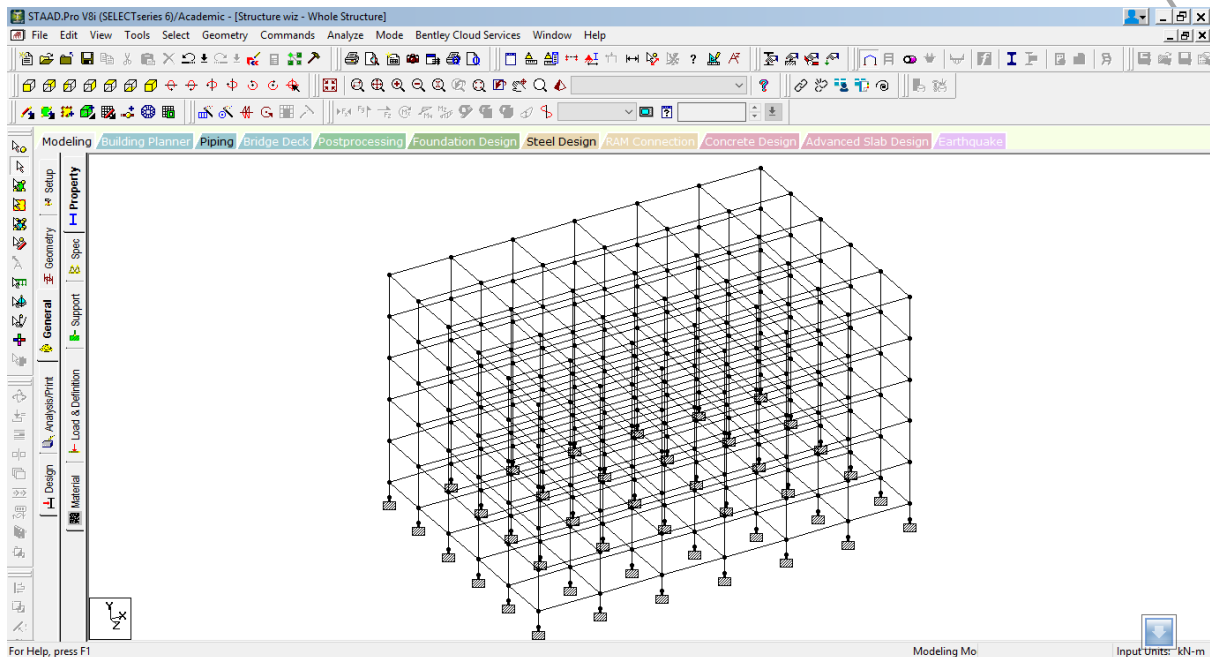 STAAD.Pro V8i (SELECTseries 6)/Academic - [Structure wiz - Whole Structure]
File Edit View Tools Select Geometry Commands Analyze Mode Bentley Cloud Services Window Help
Modeling Building Planner Piping Bridge Deck Postprocessing Foundation Design Steel Design RAM Connection Concrete Design Advanced Slab Design Earthquake
Setup
Geometry
General
Analysis/Print
Design
Property
Spec
Support
Load & Definition
Material
Y
X
Z
For Help, press F1 Modeling Mo Input Units: kN-m